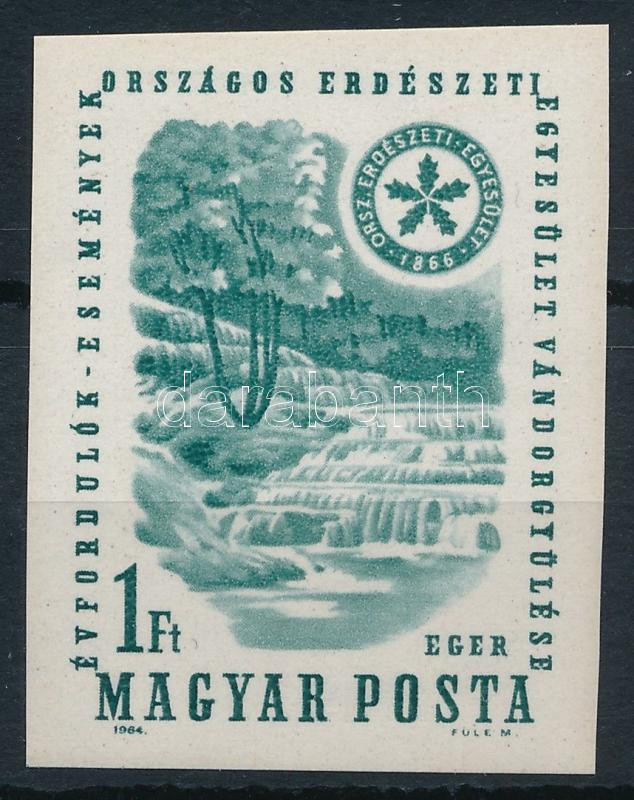 ÉVFORDULÓK-ESEMÉNYEK
ORSZÁGOS ERDÉSZETI
EGYESÜLET VÁNDORGYŰLÉSE
ORSZ·ERDÉSZETI·EGYESÜLET·
·1866·
darabanth
1Ft
EGER
MAGYAR POSTA
1964.
FÜLE M.